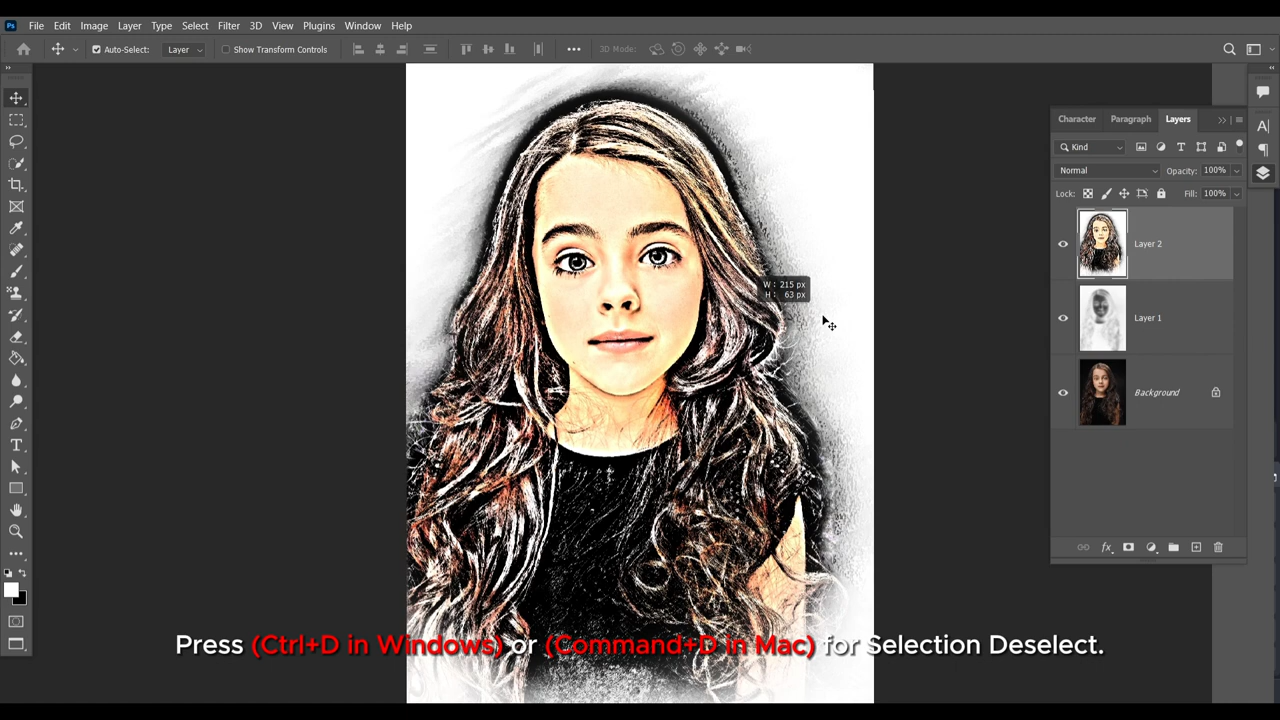 Ps File Edit Image Layer Type Select Filter 3D View Plugins Window Help
Auto-Select: Layer Show Transform Controls 3D Mode:
Character Paragraph Layers
Kind
Normal Opacity: 100%
Lock: Fill: 100%
Layer 2
W: 215 px
H: 63 px
Layer 1
Background
Press (Ctrl+D in Windows) or (Command+D in Mac) for Selection Deselect.